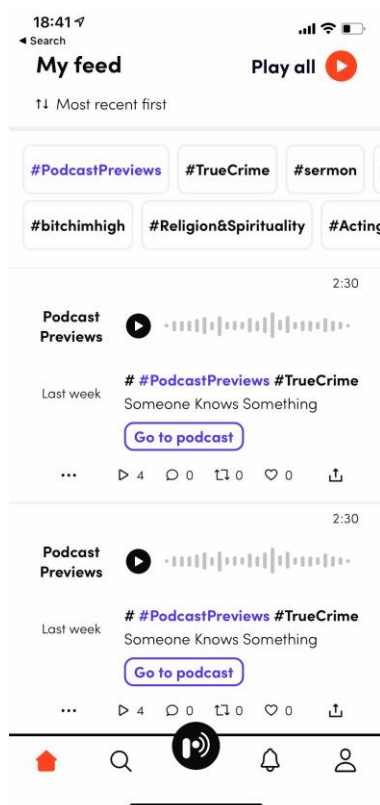 18:41
Search
My feed
Play all
Most recent first
#PodcastPreviews #TrueCrime #sermon
#bitchimhigh #Religion&Spirituality #Acting
2:30
Podcast
Previews
Last week
# #PodcastPreviews #TrueCrime
Someone Knows Something
Go to podcast
... 4 0 0 0
2:30
Podcast
Previews
Last week
# #PodcastPreviews #TrueCrime
Someone Knows Something
Go to podcast
... 4 0 0 0